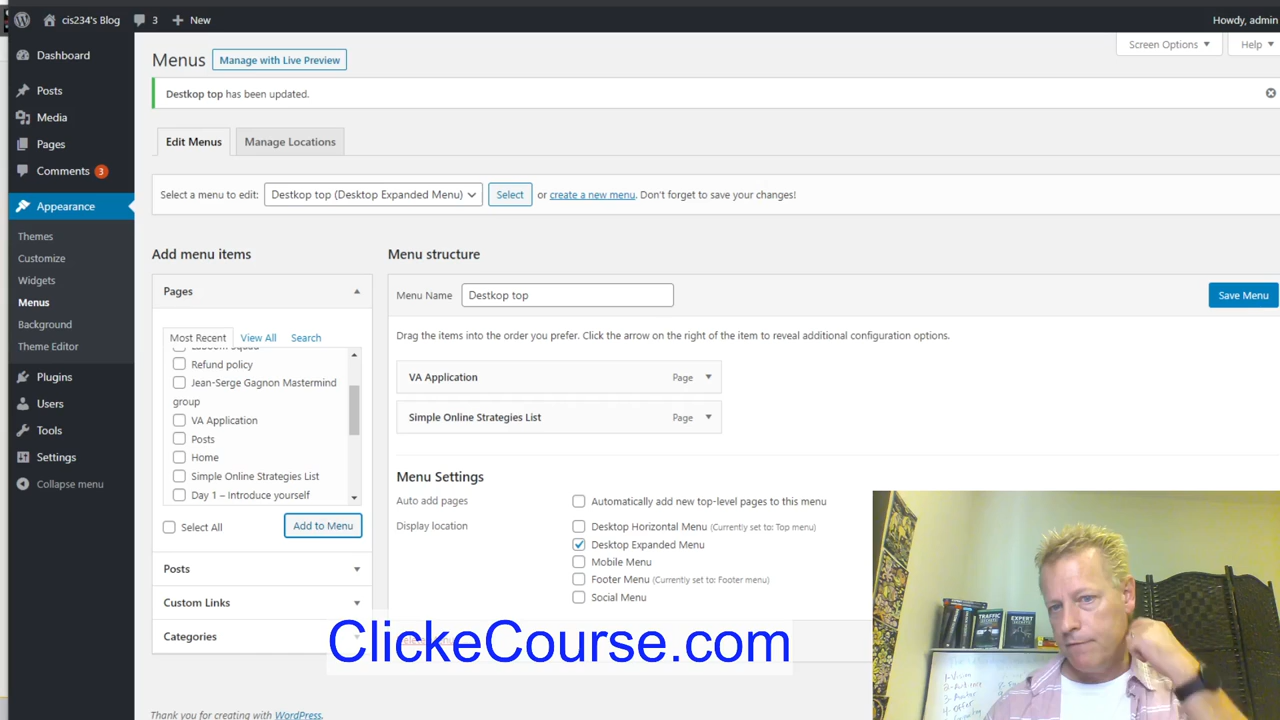 cis234's Blog 3 New Howdy, admin
Screen Options Help
Dashboard
Posts
Media
Pages
Comments 3
Appearance
Themes
Customize
Widgets
Menus
Background
Theme Editor
Plugins
Users
Tools
Settings
Collapse menu
Menus Manage with Live Preview
Destkop top has been updated.
Edit Menus Manage Locations
Select a menu to edit: Destkop top (Desktop Expanded Menu) Select or create a new menu. Don't forget to save your changes!
Add menu items
Pages
Most Recent View All Search
Refund policy
Jean-Serge Gagnon Mastermind
group
VA Application
Posts
Home
Simple Online Strategies List
Day 1 – Introduce yourself
Select All Add to Menu
Posts
Custom Links
Categories
Menu structure
Menu Name Destkop top Save Menu
Drag the items into the order you prefer. Click the arrow on the right of the item to reveal additional configuration options.
VA Application Page
Simple Online Strategies List Page
Menu Settings
Auto add pages Automatically add new top-level pages to this menu
Display location Desktop Horizontal Menu (Currently set to: Top menu)
Desktop Expanded Menu
Mobile Menu
Footer Menu (Currently set to: Footer menu)
Social Menu
ClickeCourse.com
Thank you for creating with WordPress.
TRAFFIC
SECRETS
EXPERT
SECRETS
1-Vision